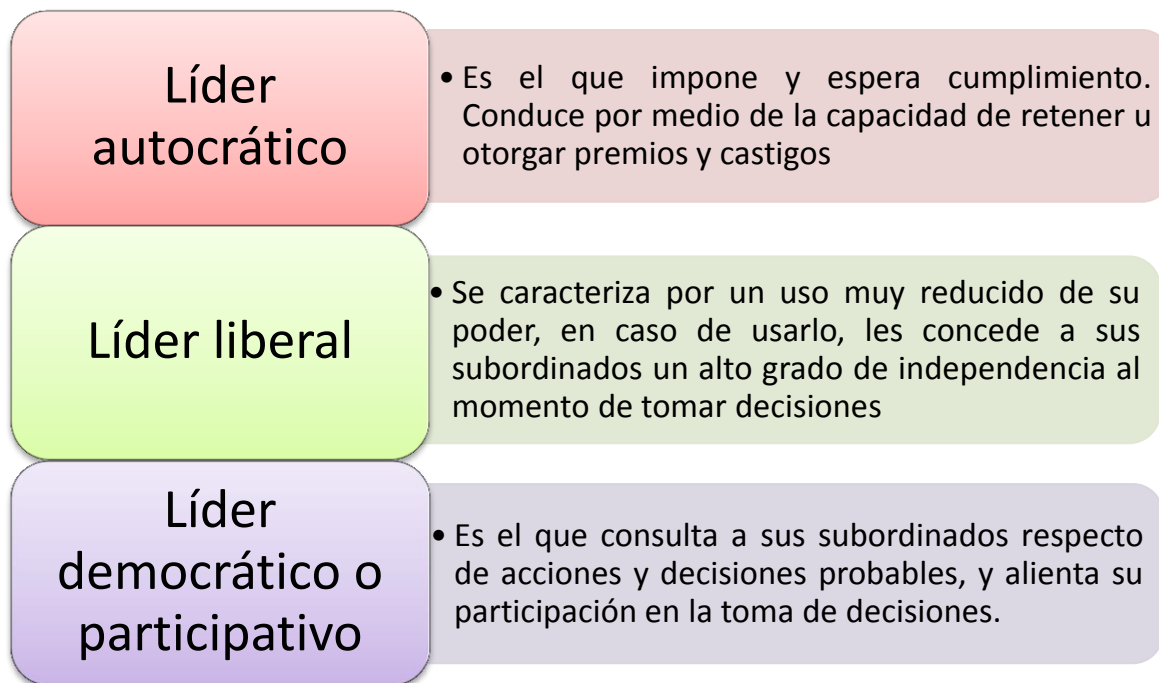 Líder
autocrático
• Es el que impone y espera cumplimiento.
Conduce por medio de la capacidad de retener u
otorgar premios y castigos
Líder liberal
• Se caracteriza por un uso muy reducido de su
poder, en caso de usarlo, les concede a sus
subordinados un alto grado de independencia al
momento de tomar decisiones
Líder
democrático o
participativo
• Es el que consulta a sus subordinados respecto
de acciones y decisiones probables, y alienta su
participación en la toma de decisiones.